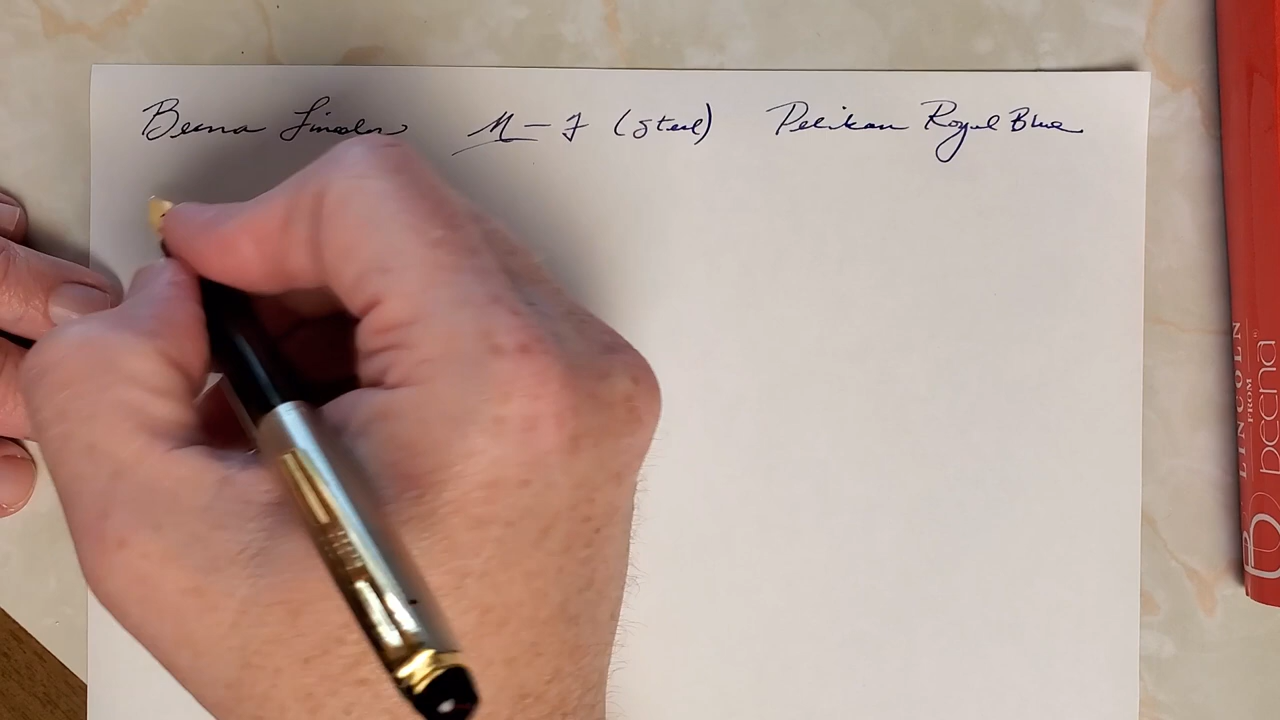 Beena Lincoln M-F (Steel) Pelikan Royal Blue
LINCOLN
FROM
beena